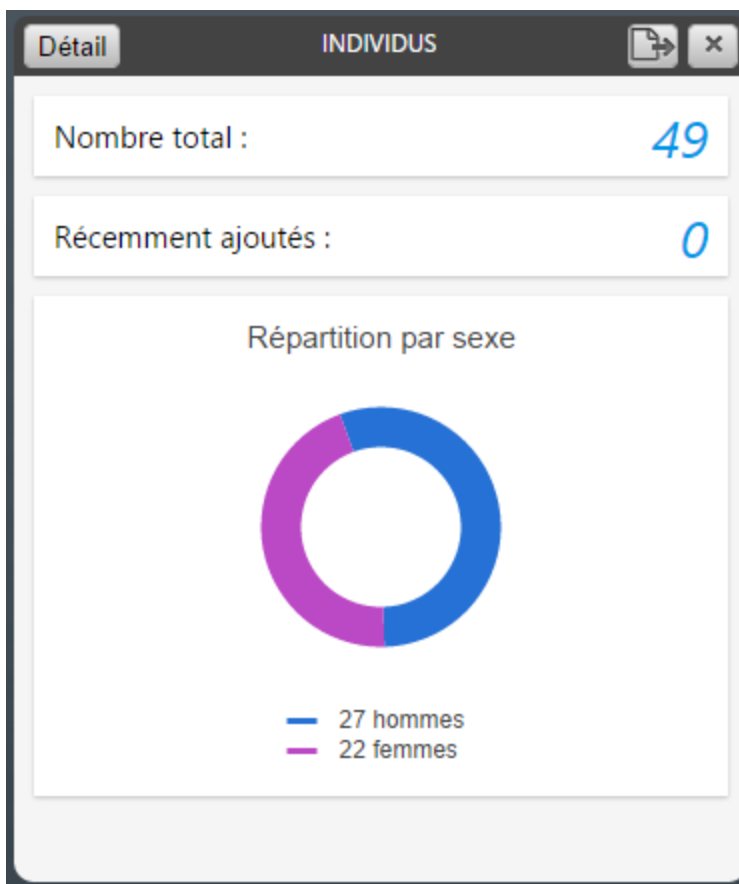 Détail INDIVIDUS
Nombre total : 49
Récemment ajoutés : 0
Répartition par sexe
27 hommes
22 femmes